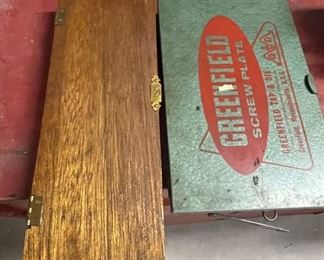 GREENFIELD
SCREW PLATE
GREENFIELD TAP & DIE